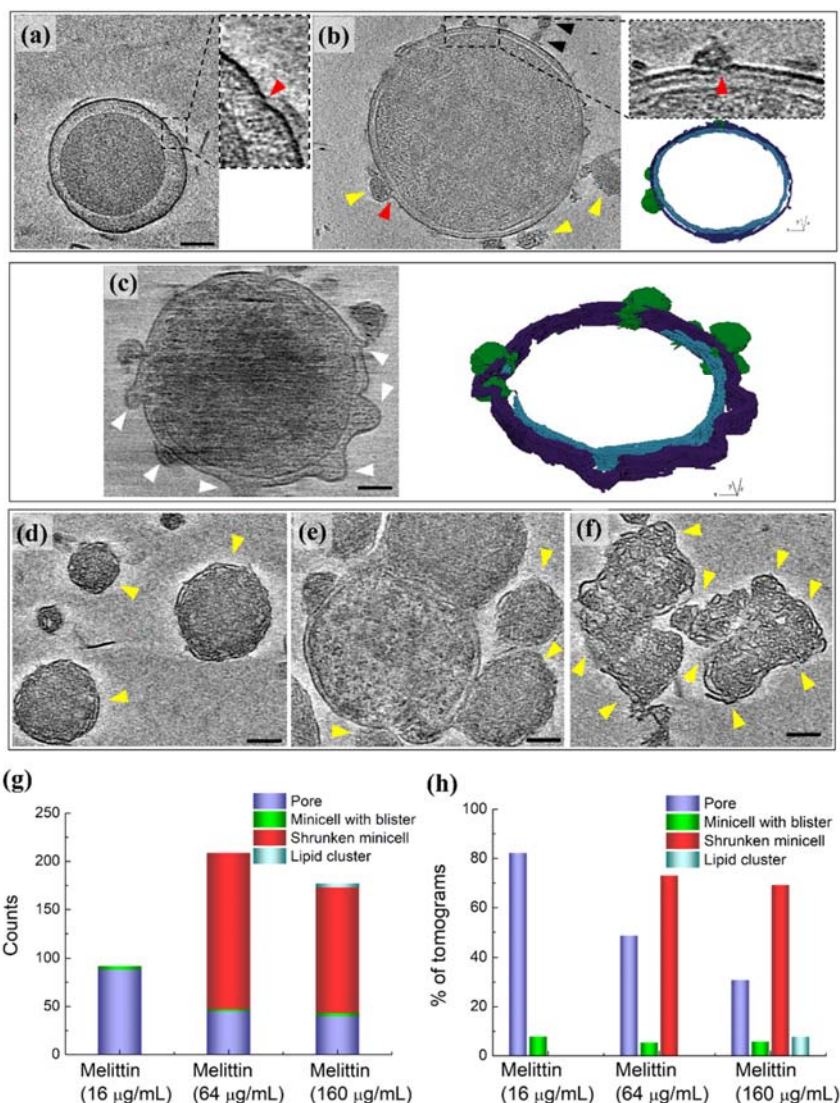 (a)
(b)
(c)
(d)
(e)
(f)
(g)
250
200
150
100
50
0
Counts
Pore
Minicell with blister
Shrunken minicell
Lipid cluster
Melittin
(16 μg/mL)
Melittin
(64 μg/mL)
Melittin
(160 μg/mL)
(h)
100
80
60
40
20
0
% of tomograms
Pore
Minicell with blister
Shrunken minicell
Lipid cluster
Melittin
(16 μg/mL)
Melittin
(64 μg/mL)
Melittin
(160 μg/mL)